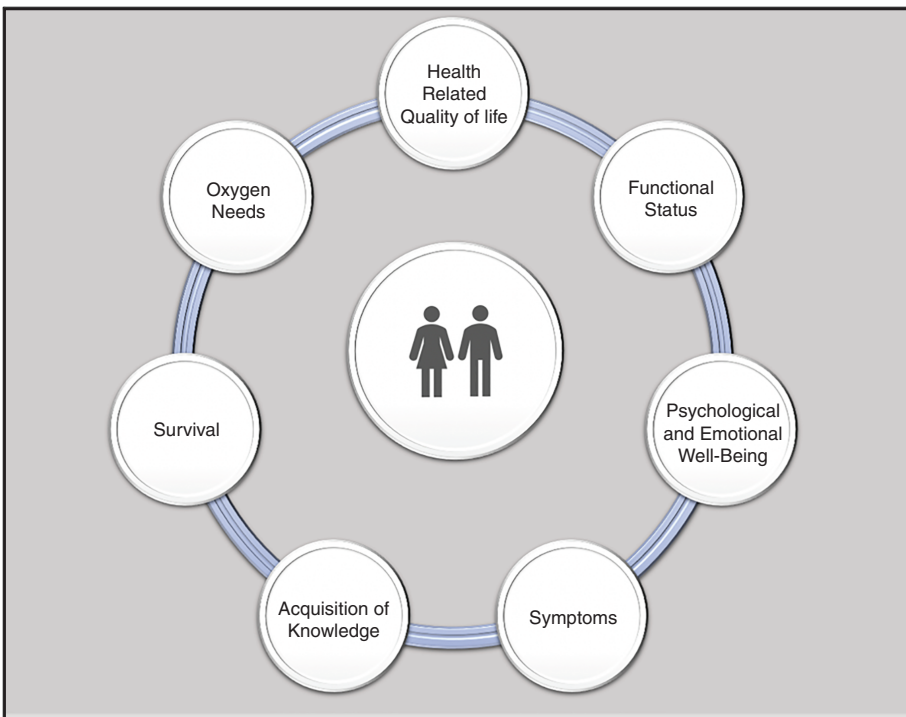 Health
Related
Quality of life
Functional
Status
Psychological
and Emotional
Well-Being
Symptoms
Acquisition of
Knowledge
Survival
Oxygen
Needs